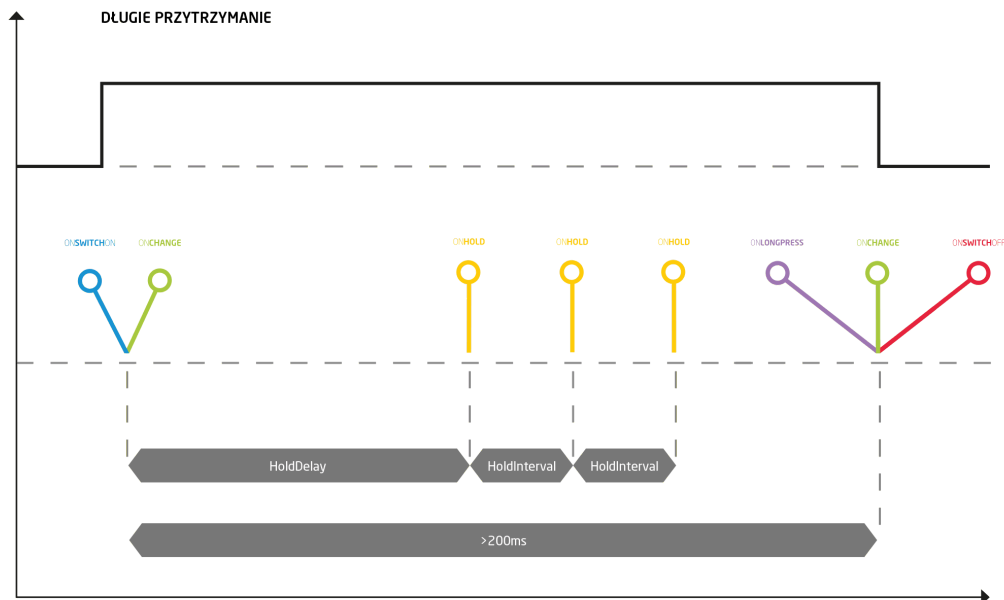 DŁUGIE PRZYTRZYMANIE
ONSWITCHON ONCHANGE ONHOLD ONHOLD ONHOLD ONLONGPRESS ONCHANGE ONSWITCHOFF
HoldDelay HoldInterval HoldInterval
>200ms